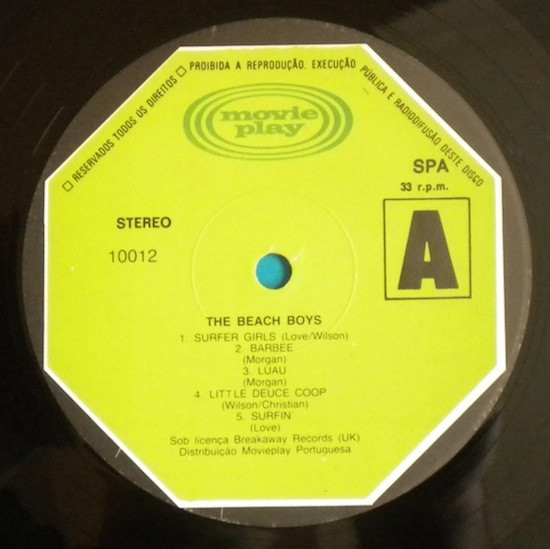 □ RESERVADOS TODOS OS DIREITOS □ PROIBIDA A REPRODUÇÃO, EXECUÇÃO PÚBLICA E RADIODIFUSÃO DESTE DISCO □
movie
play
SPA
33 r.p.m.
STEREO
A
10012
THE BEACH BOYS
1. SURFER GIRLS (Love/Wilson)
2. BARBEE
(Morgan)
3. LUAU
(Morgan)
4. LITTLE DEUCE COOP
(Wilson/Christian)
5. SURFIN'
(Love)
Sob licença Breakaway Records (UK)
Distribuição Movieplay Portuguesa